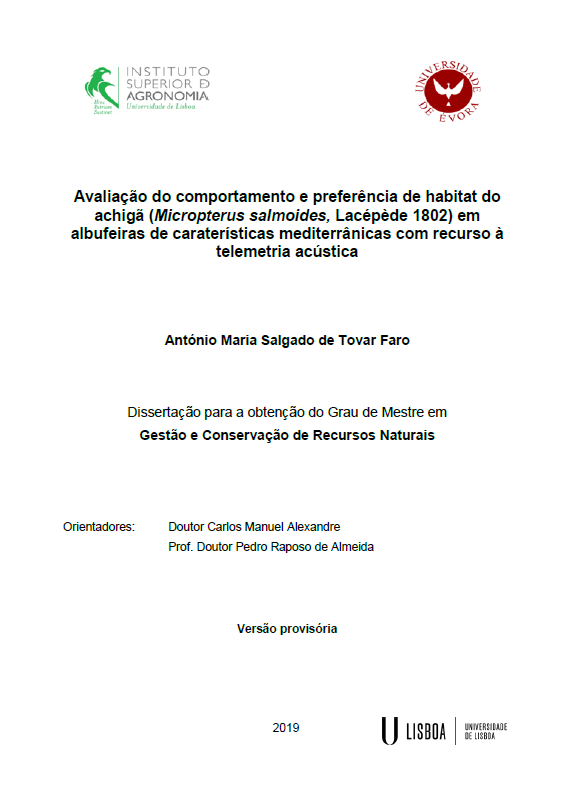 INSTITUTO
SUPERIOR D
AGRONOMIA
Universidade de Lisboa
UNIVERSIDADE
DE ÉVORA
Avaliação do comportamento e preferência de habitat do
achigã (Micropterus salmoides, Lacépède 1802) em
albufeiras de caraterísticas mediterrânicas com recurso à
telemetria acústica
António Maria Salgado de Tovar Faro
Dissertação para a obtenção do Grau de Mestre em
Gestão e Conservação de Recursos Naturais
Orientadores: Doutor Carlos Manuel Alexandre
Prof. Doutor Pedro Raposo de Almeida
Versão provisória
2019
U LISBOA
UNIVERSIDADE
DE LISBOA